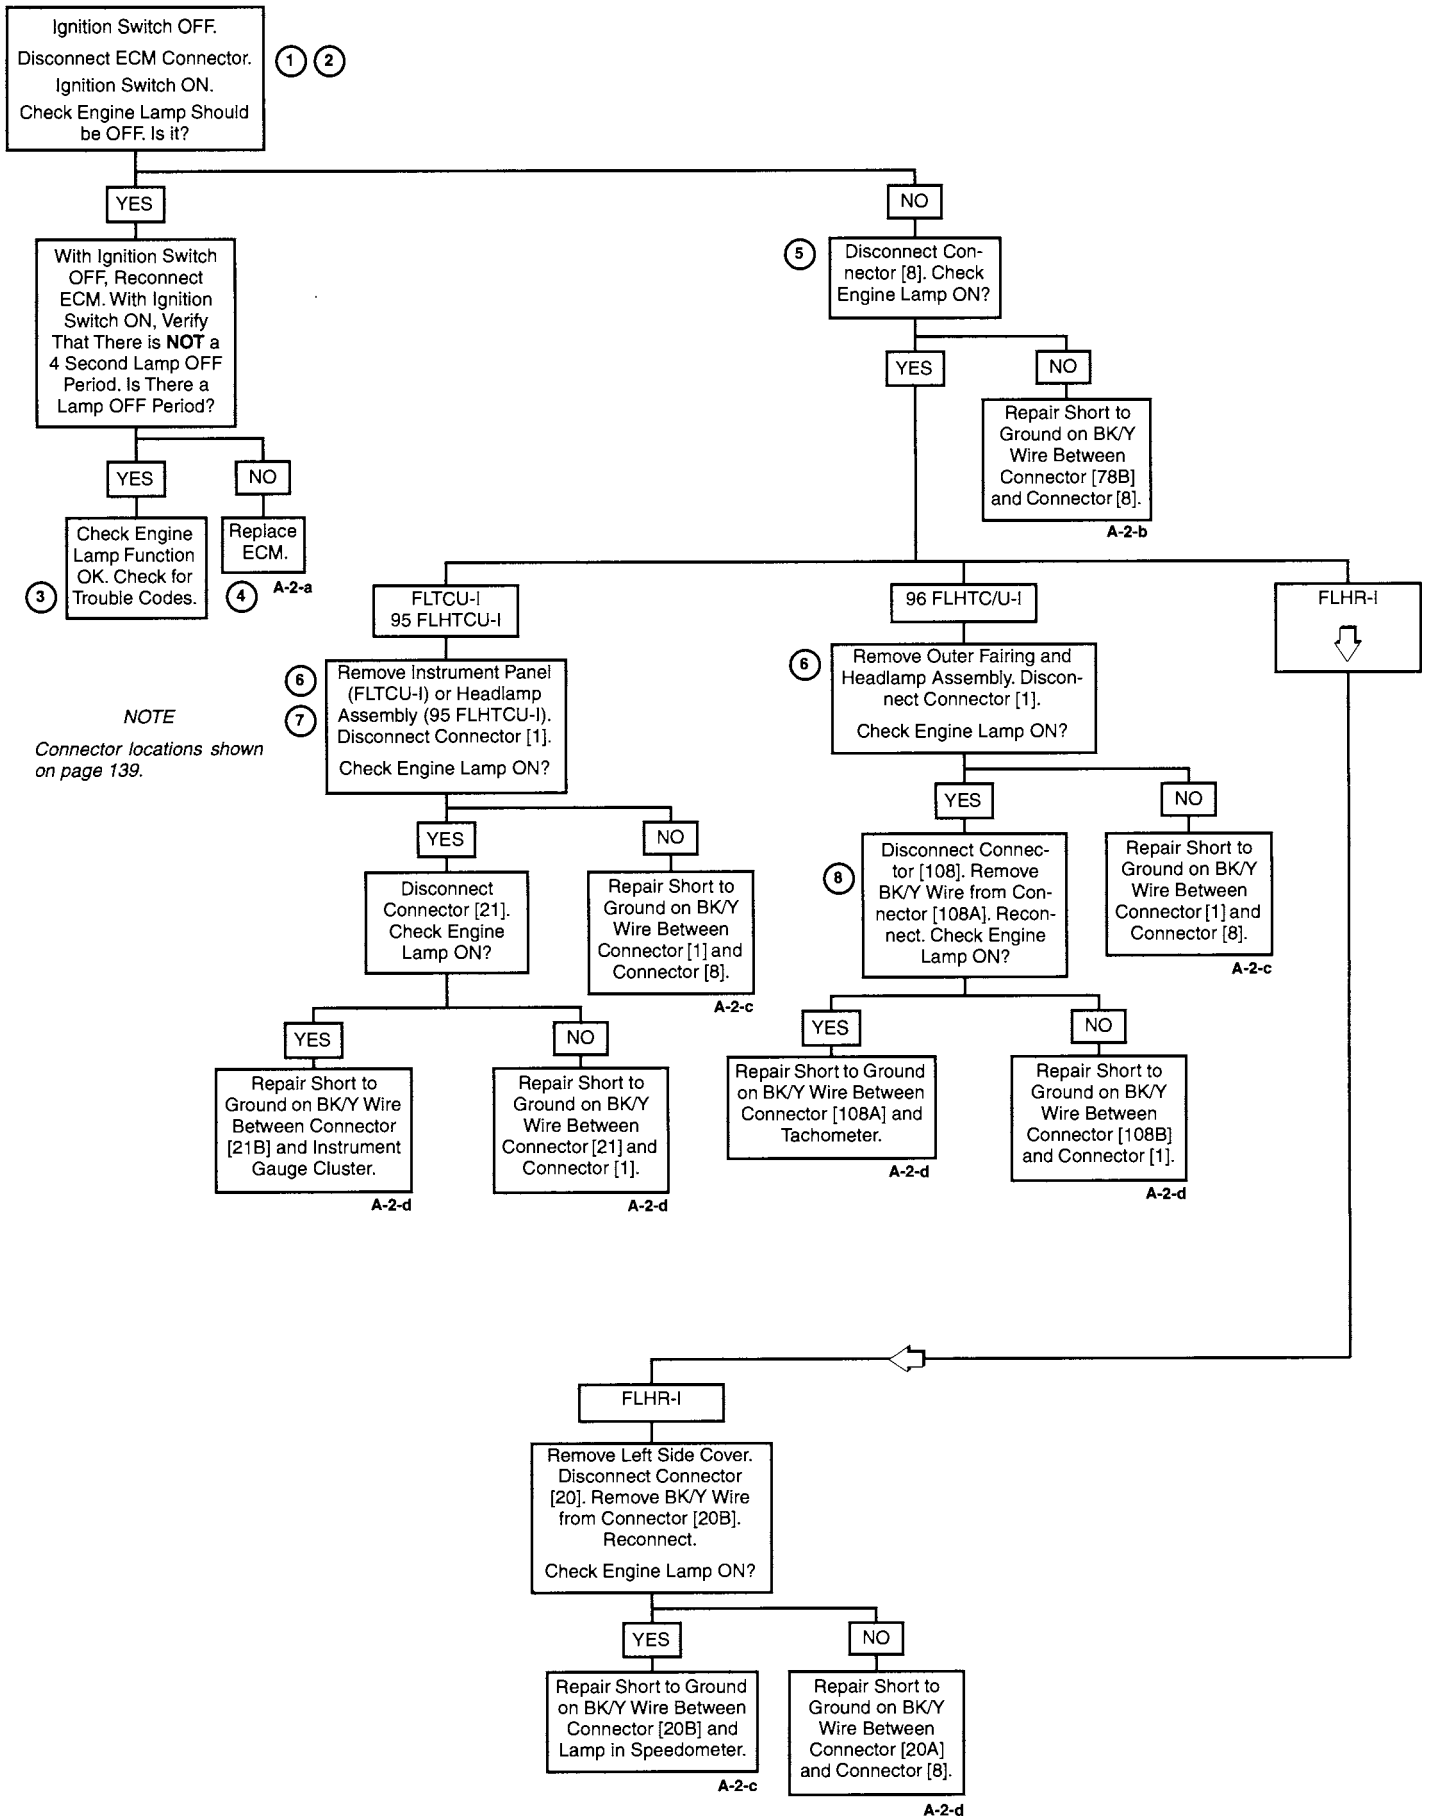 Ignition Switch OFF.
Disconnect ECM Connector.
Ignition Switch ON.
Check Engine Lamp Should
be OFF. Is it?
1 2
YES
NO
With Ignition Switch
OFF, Reconnect
ECM. With Ignition
Switch ON, Verify
That There is NOT a
4 Second Lamp OFF
Period. Is There a
Lamp OFF Period?
5
Disconnect Con-
nector [8]. Check
Engine Lamp ON?
YES
NO
Repair Short to
Ground on BK/Y
Wire Between
Connector [78B]
and Connector [8].
A-2-b
YES
NO
3
Check Engine
Lamp Function
OK. Check for
Trouble Codes.
4
Replace
ECM.
A-2-a
FLTCU-I
95 FLHTCU-I
96 FLHTC/U-I
FLHR-I
NOTE
Connector locations shown
on page 139.
6
7
Remove Instrument Panel
(FLTCU-I) or Headlamp
Assembly (95 FLHTCU-I).
Disconnect Connector [1].
Check Engine Lamp ON?
6
Remove Outer Fairing and
Headlamp Assembly. Discon-
nect Connector [1].
Check Engine Lamp ON?
YES
NO
YES
NO
Disconnect
Connector [21].
Check Engine
Lamp ON?
Repair Short to
Ground on BK/Y
Wire Between
Connector [1] and
Connector [8].
A-2-c
8
Disconnect Connec-
tor [108]. Remove
BK/Y Wire from Con-
nector [108A]. Recon-
nect. Check Engine
Lamp ON?
Repair Short to
Ground on BK/Y
Wire Between
Connector [1] and
Connector [8].
A-2-c
YES
NO
YES
NO
Repair Short to
Ground on BK/Y Wire
Between Connector
[21B] and Instrument
Gauge Cluster.
A-2-d
Repair Short to
Ground on BK/Y
Wire Between
Connector [21] and
Connector [1].
A-2-d
Repair Short to Ground
on BK/Y Wire Between
Connector [108A] and
Tachometer.
A-2-d
Repair Short to
Ground on BK/Y
Wire Between
Connector [108B]
and Connector [1].
A-2-d
FLHR-I
Remove Left Side Cover.
Disconnect Connector
[20]. Remove BK/Y Wire
from Connector [20B].
Reconnect.
Check Engine Lamp ON?
YES
NO
Repair Short to Ground
on BK/Y Wire Between
Connector [20B] and
Lamp in Speedometer.
A-2-c
Repair Short to
Ground on BK/Y
Wire Between
Connector [20A]
and Connector [8].
A-2-d